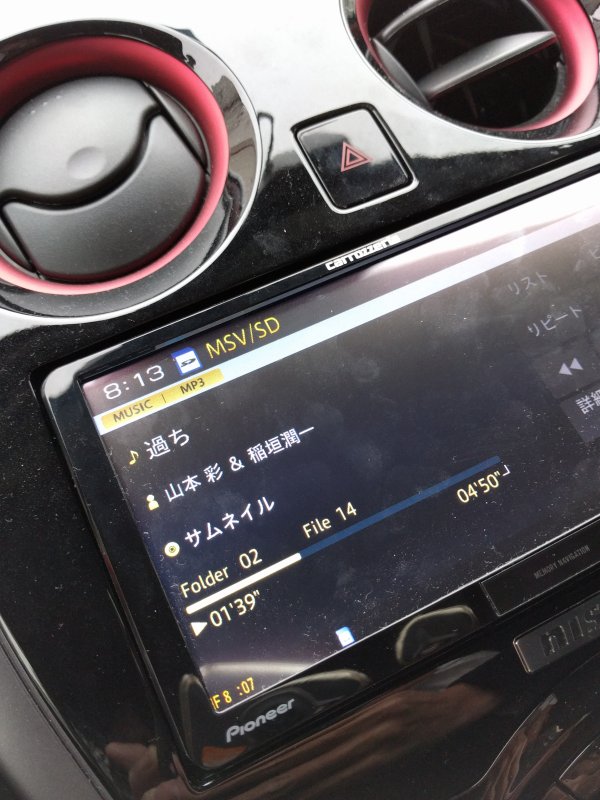 carrozzeria
8:13
MSV/SD
MUSIC | MP3
リスト
リピート
詳細
過ち
山本 彩 & 稲垣潤一
サムネイル
Folder 02 File 14
01'39"
04'50"
MEMORY NAVIGATION
:07
Pioneer